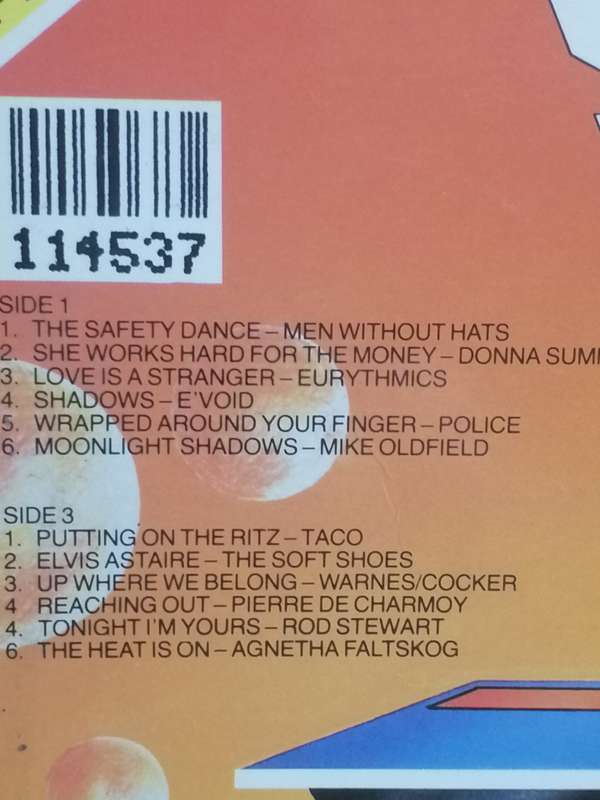 114537
SIDE 1
1. THE SAFETY DANCE – MEN WITHOUT HATS
2. SHE WORKS HARD FOR THE MONEY – DONNA SUMM
3. LOVE IS A STRANGER – EURYTHMICS
4. SHADOWS – E'VOID
5. WRAPPED AROUND YOUR FINGER – POLICE
6. MOONLIGHT SHADOWS – MIKE OLDFIELD
SIDE 3
1. PUTTING ON THE RITZ – TACO
2. ELVIS ASTAIRE – THE SOFT SHOES
3. UP WHERE WE BELONG – WARNES/COCKER
4 REACHING OUT – PIERRE DE CHARMOY
4. TONIGHT I'M YOURS – ROD STEWART
6. THE HEAT IS ON – AGNETHA FALTSKOG